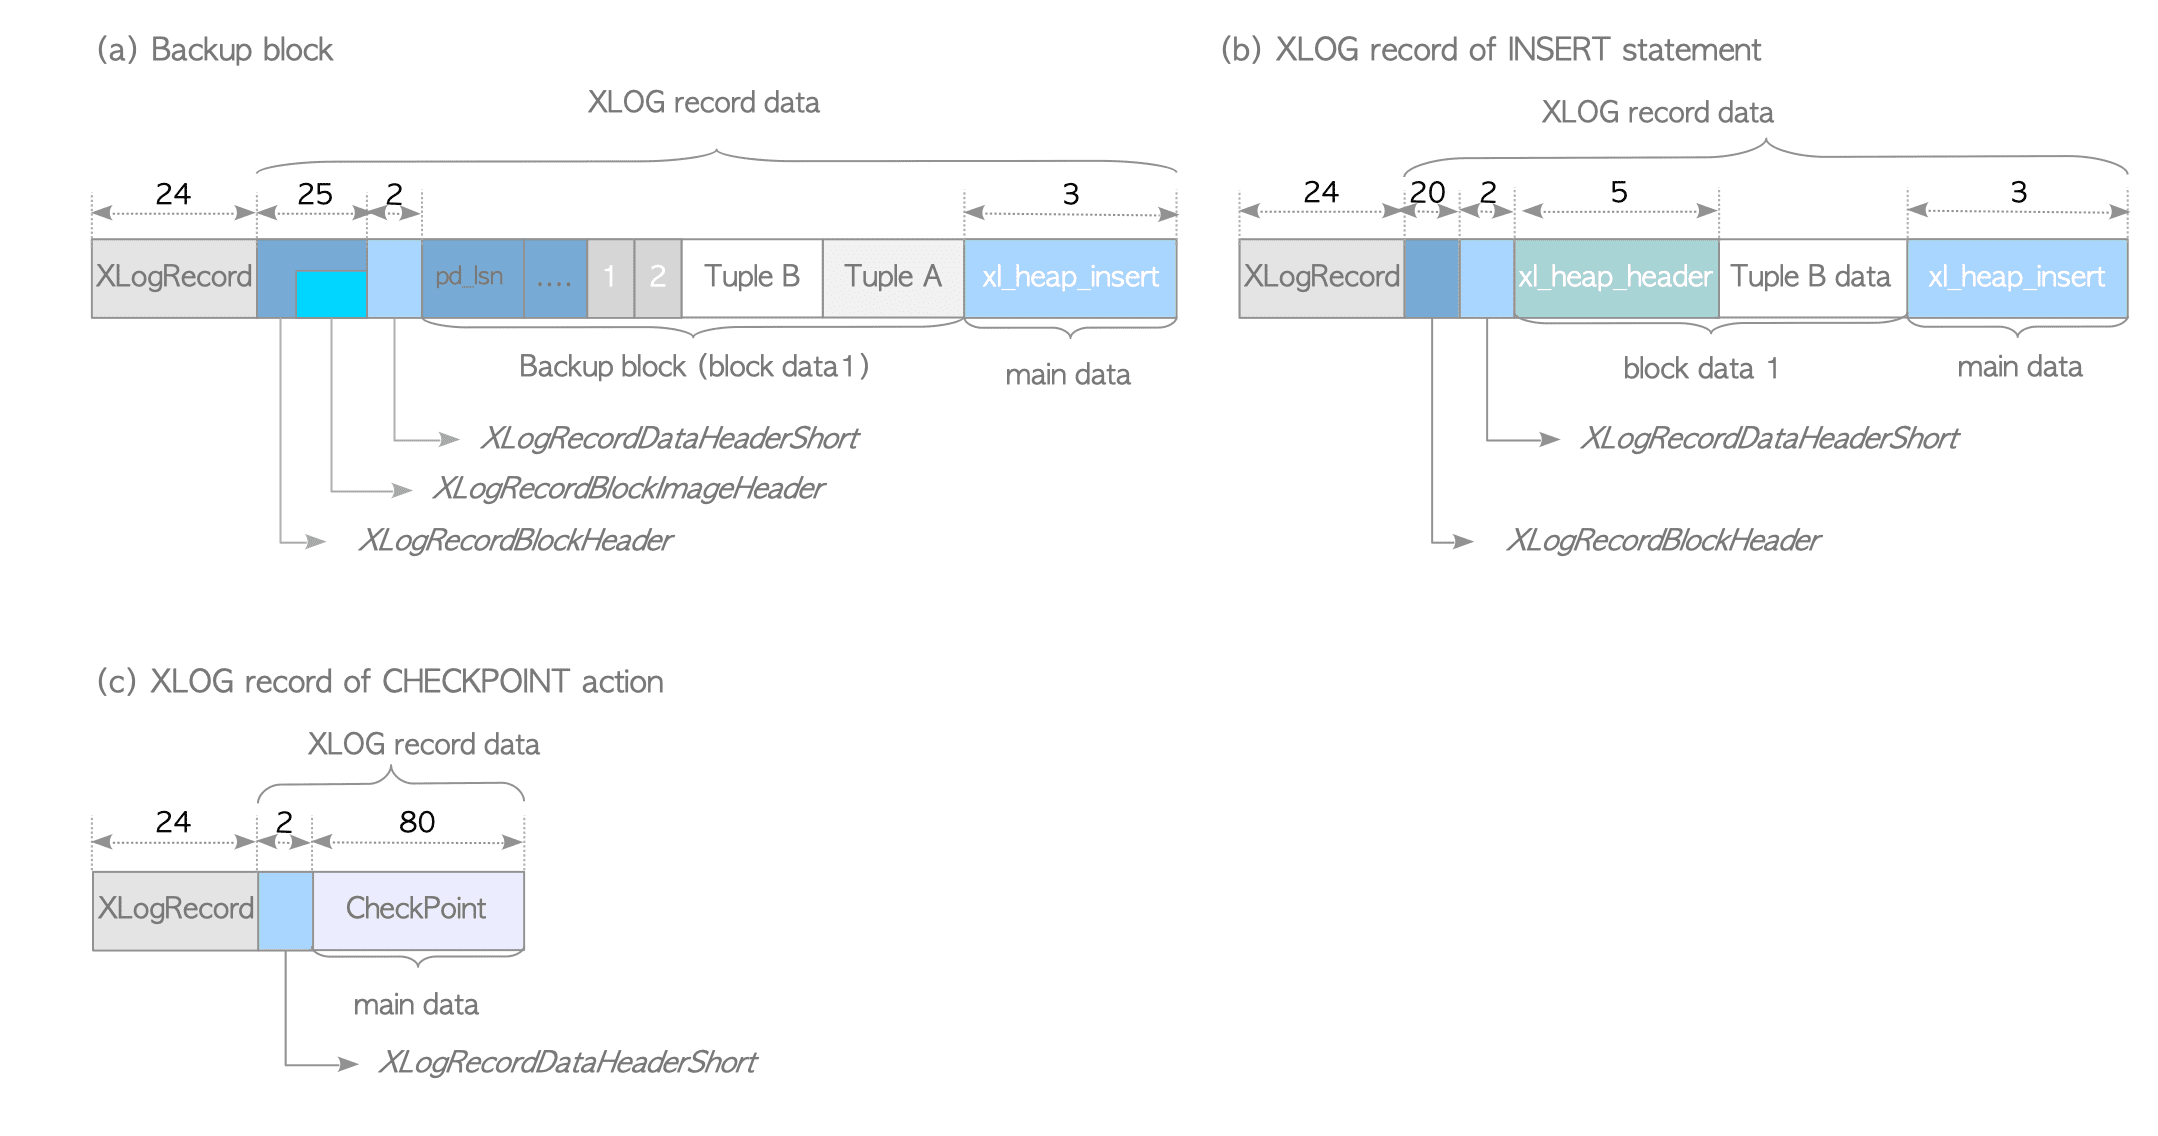 (a) Backup block
XLOG record data
24 25 2 3
XLogRecord pd_lsn .... 1 2 Tuple B Tuple A xl_heap_insert
Backup block (block data1)
main data
XLogRecordDataHeaderShort
XLogRecordBlockImageHeader
XLogRecordBlockHeader
(b) XLOG record of INSERT statement
XLOG record data
24 20 2 5 3
XLogRecord xl_heap_header Tuple B data xl_heap_insert
block data 1
main data
XLogRecordDataHeaderShort
XLogRecordBlockHeader
(c) XLOG record of CHECKPOINT action
XLOG record data
24 2 80
XLogRecord CheckPoint
main data
XLogRecordDataHeaderShort